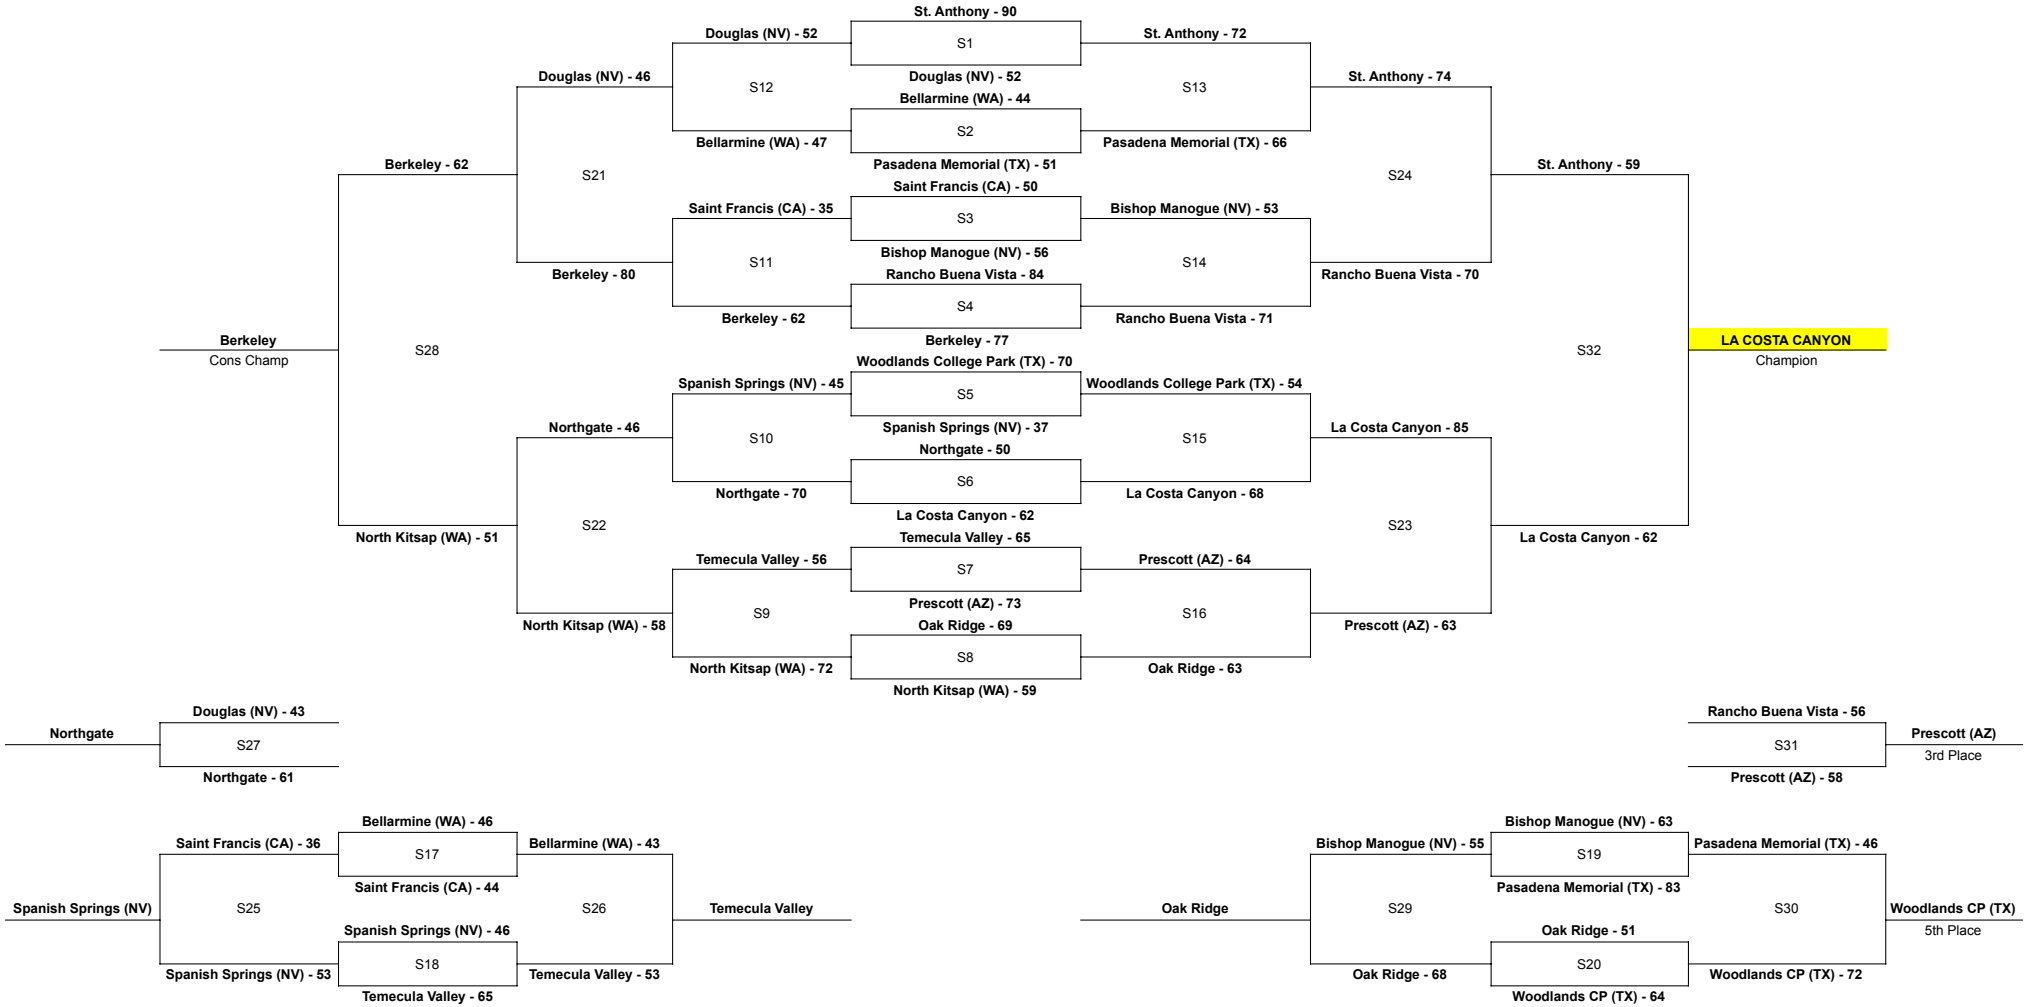 St. Anthony - 90
Douglas (NV) - 52
S1
St. Anthony - 72
Douglas (NV) - 46
Douglas (NV) - 52
St. Anthony - 74
S12
Bellarmine (WA) - 44
S13
S2
Bellarmine (WA) - 47
Pasadena Memorial (TX) - 66
Berkeley - 62
Pasadena Memorial (TX) - 51
St. Anthony - 59
S21
S24
Saint Francis (CA) - 50
Saint Francis (CA) - 35
S3
Bishop Manogue (NV) - 53
Bishop Manogue (NV) - 56
S11
S14
Berkeley - 80
Rancho Buena Vista - 84
Rancho Buena Vista - 70
S4
Berkeley - 62
Rancho Buena Vista - 71
Berkeley
Berkeley - 77
LA COSTA CANYON
S28
S32
Cons Champ
Woodlands College Park (TX) - 70
Champion
Spanish Springs (NV) - 45
S5
Woodlands College Park (TX) - 54
Northgate - 46
Spanish Springs (NV) - 37
La Costa Canyon - 85
S10
S15
Northgate - 50
S6
Northgate - 70
La Costa Canyon - 68
La Costa Canyon - 62
S22
S23
North Kitsap (WA) - 51
Temecula Valley - 65
La Costa Canyon - 62
Temecula Valley - 56
S7
Prescott (AZ) - 64
Prescott (AZ) - 73
S9
S16
North Kitsap (WA) - 58
Oak Ridge - 69
Prescott (AZ) - 63
S8
North Kitsap (WA) - 72
Oak Ridge - 63
North Kitsap (WA) - 59
Douglas (NV) - 43
Rancho Buena Vista - 56
Northgate
S27
S31
Prescott (AZ)
3rd Place
Northgate - 61
Prescott (AZ) - 58
Bellarmine (WA) - 46
Bishop Manogue (NV) - 63
Saint Francis (CA) - 36
S17
Bellarmine (WA) - 43
Bishop Manogue (NV) - 55
S19
Pasadena Memorial (TX) - 46
Saint Francis (CA) - 44
Pasadena Memorial (TX) - 83
Spanish Springs (NV)
S25
S26
Temecula Valley
Oak Ridge
S29
S30
Woodlands CP (TX)
5th Place
Spanish Springs (NV) - 46
Oak Ridge - 51
Spanish Springs (NV) - 53
S18
Temecula Valley - 53
Oak Ridge - 68
S20
Woodlands CP (TX) - 72
Temecula Valley - 65
Woodlands CP (TX) - 64